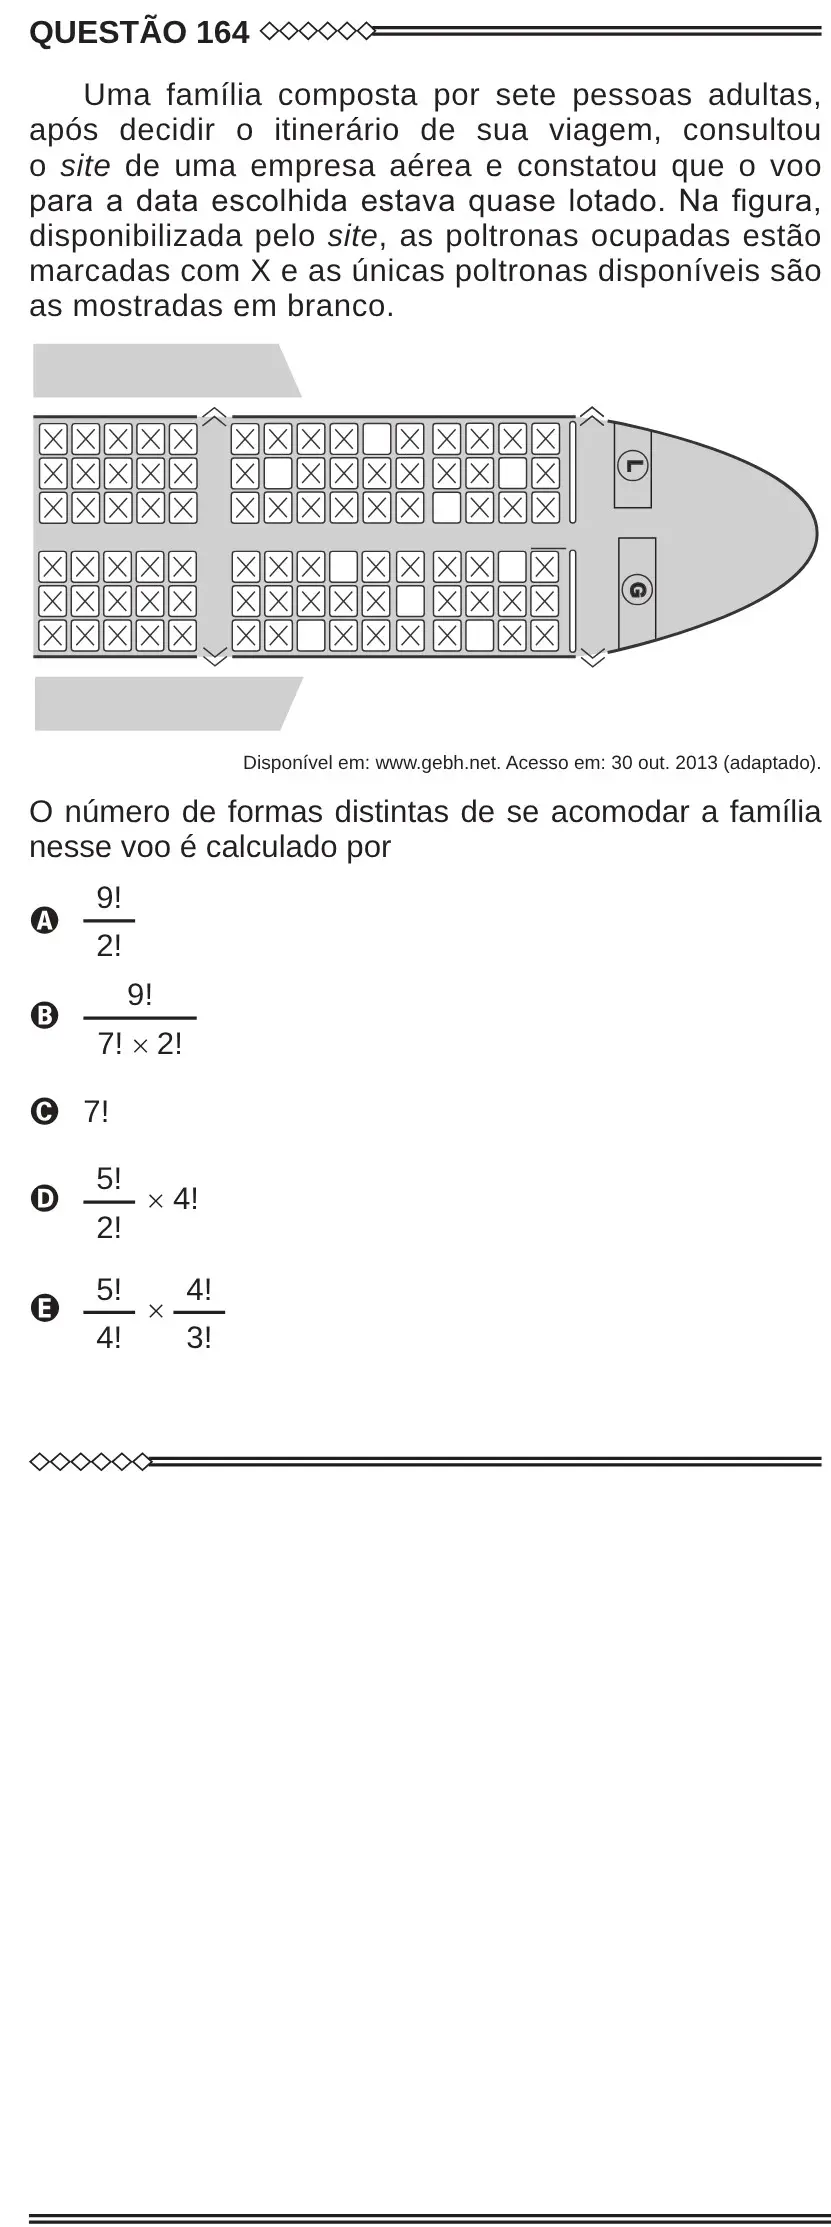 QUESTÃO 164
Uma família composta por sete pessoas adultas,
após decidir o itinerário de sua viagem, consultou
o site de uma empresa aérea e constatou que o voo
para a data escolhida estava quase lotado. Na figura,
disponibilizada pelo site, as poltronas ocupadas estão
marcadas com X e as únicas poltronas disponíveis são
as mostradas em branco.
L
G
Disponível em: www.gebh.net. Acesso em: 30 out. 2013 (adaptado).
O número de formas distintas de se acomodar a família
nesse voo é calculado por
A 9!
2!
B 9!
7! × 2!
C 7!
D 5!
2! × 4!
E 5! × 4!
4! 3!